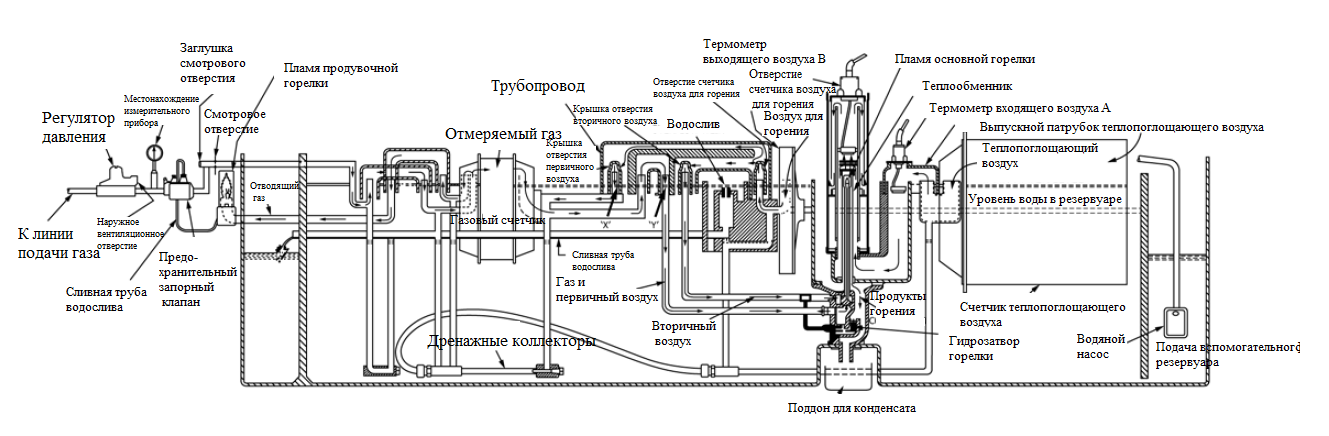 Заглушка
смотрового
отверстия
Пламя продувочной
горелки
Местонахождение
измерительного
прибора
Регулятор
давления
Смотровое
отверстие
Отмеряемый газ
Трубопровод
Крышка отверстия
вторичного воздуха
Крышка
отверстия
первичного
воздуха
Термометр
выходящего воздуха В
Отверстие счетчика
воздуха для горения
Отверстие
счетчика воздуха
для горения
Воздух для
горения
Водослив
Пламя основной горелки
Теплообменник
Термометр входящего воздуха А
Выпускной патрубок теплопоглощающего воздуха
Теплопоглощающий
воздух
Уровень воды в резервуаре
Отводящий
газ
Газовый счетчик
"X"
"Y"
К линии
подачи газа
Наружное
вентиляционное
отверстие
Предо-
хранительный
запорный
клапан
Сливная труба
водослива
Сливная труба
водослива
Газ и
первичный воздух
Вторичный
воздух
Дренажные коллекторы
Продукты
горения
Гидрозатвор
горелки
Счетчик теплопоглощающего
воздуха
Водяной
насос
Подача вспомогательног
резервуара
Поддон для конденсата